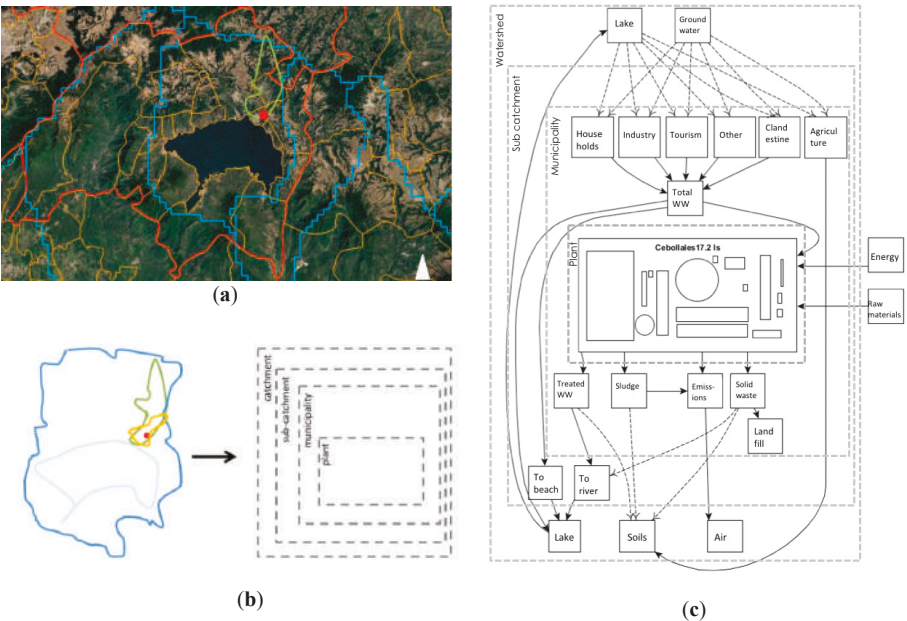 (a)
catchment
sub-catchment
municipality
plant
(b)
Watershed
Sub catchment
Municipality
Plant
Lake
Ground
water
House
holds
Industry
Tourism
Other
Cland
estine
Agricul
ture
Total
WW
Cebollales17.2 ls
Energy
Raw
materials
Treated
WW
Sludge
Emiss-
ions
Solid
waste
Land
fill
To
beach
To
river
Lake
Soils
Air
(c)